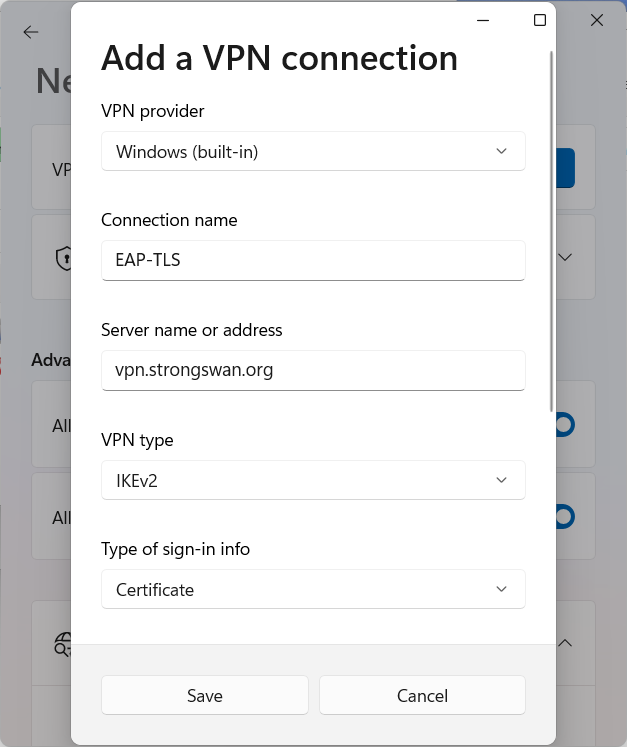 Add a VPN connection
VPN provider
Windows (built-in)
Connection name
EAP-TLS
Server name or address
vpn.strongswan.org
VPN type
IKEv2
Type of sign-in info
Certificate
Save
Cancel
Ne
VP
Adva
All
All